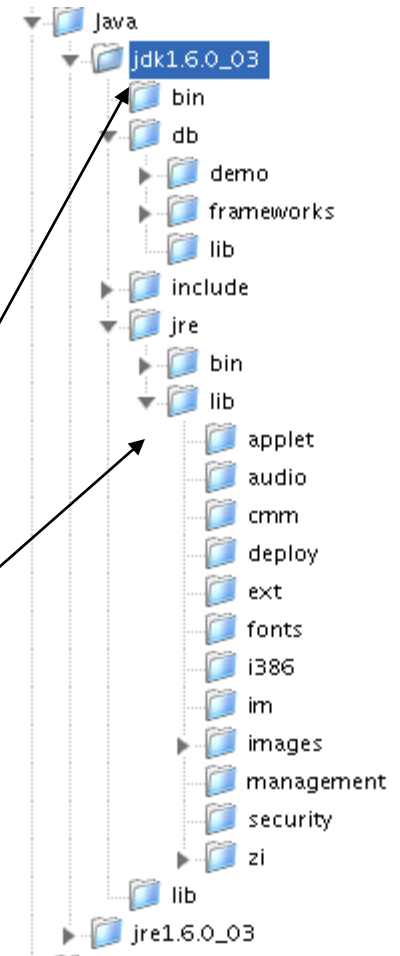 Java
jdk1.6.0_03
bin
db
demo
frameworks
lib
include
jre
bin
lib
applet
audio
cmm
deploy
ext
fonts
i386
im
images
management
security
zi
lib
jre1.6.0_03